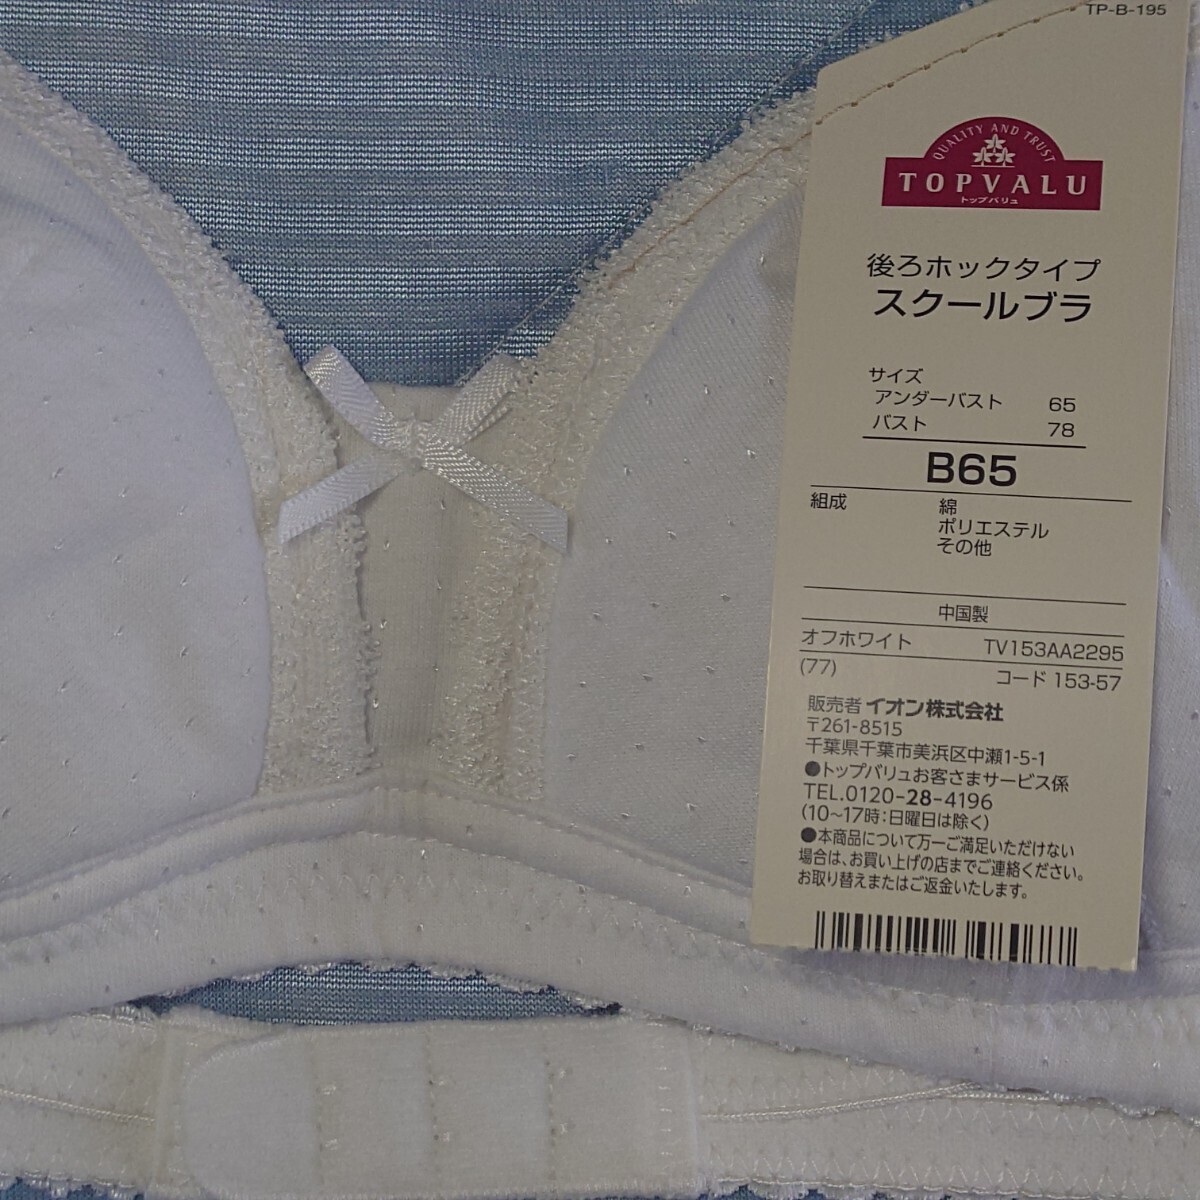 TP-B-195
QUALITY AND TRUST
TOPVALU
トップバリュ
後ろホックタイプ
スクールブラ
サイズ
アンダーバスト 65
バスト 78
B65
組成 綿
ポリエステル
その他
中国製
オフホワイト TV153AA2295
(77) コード 153-57
販売者 イオン株式会社
〒261-8515
千葉県千葉市美浜区中瀬1-5-1
●トップバリュお客さまサービス係
TEL.0120-28-4196
(10〜17時:日曜日は除く)
●本商品について万一ご満足いただけない
場合は、お買い上げの店までご連絡ください。
お取り替えまたはご返金いたします。